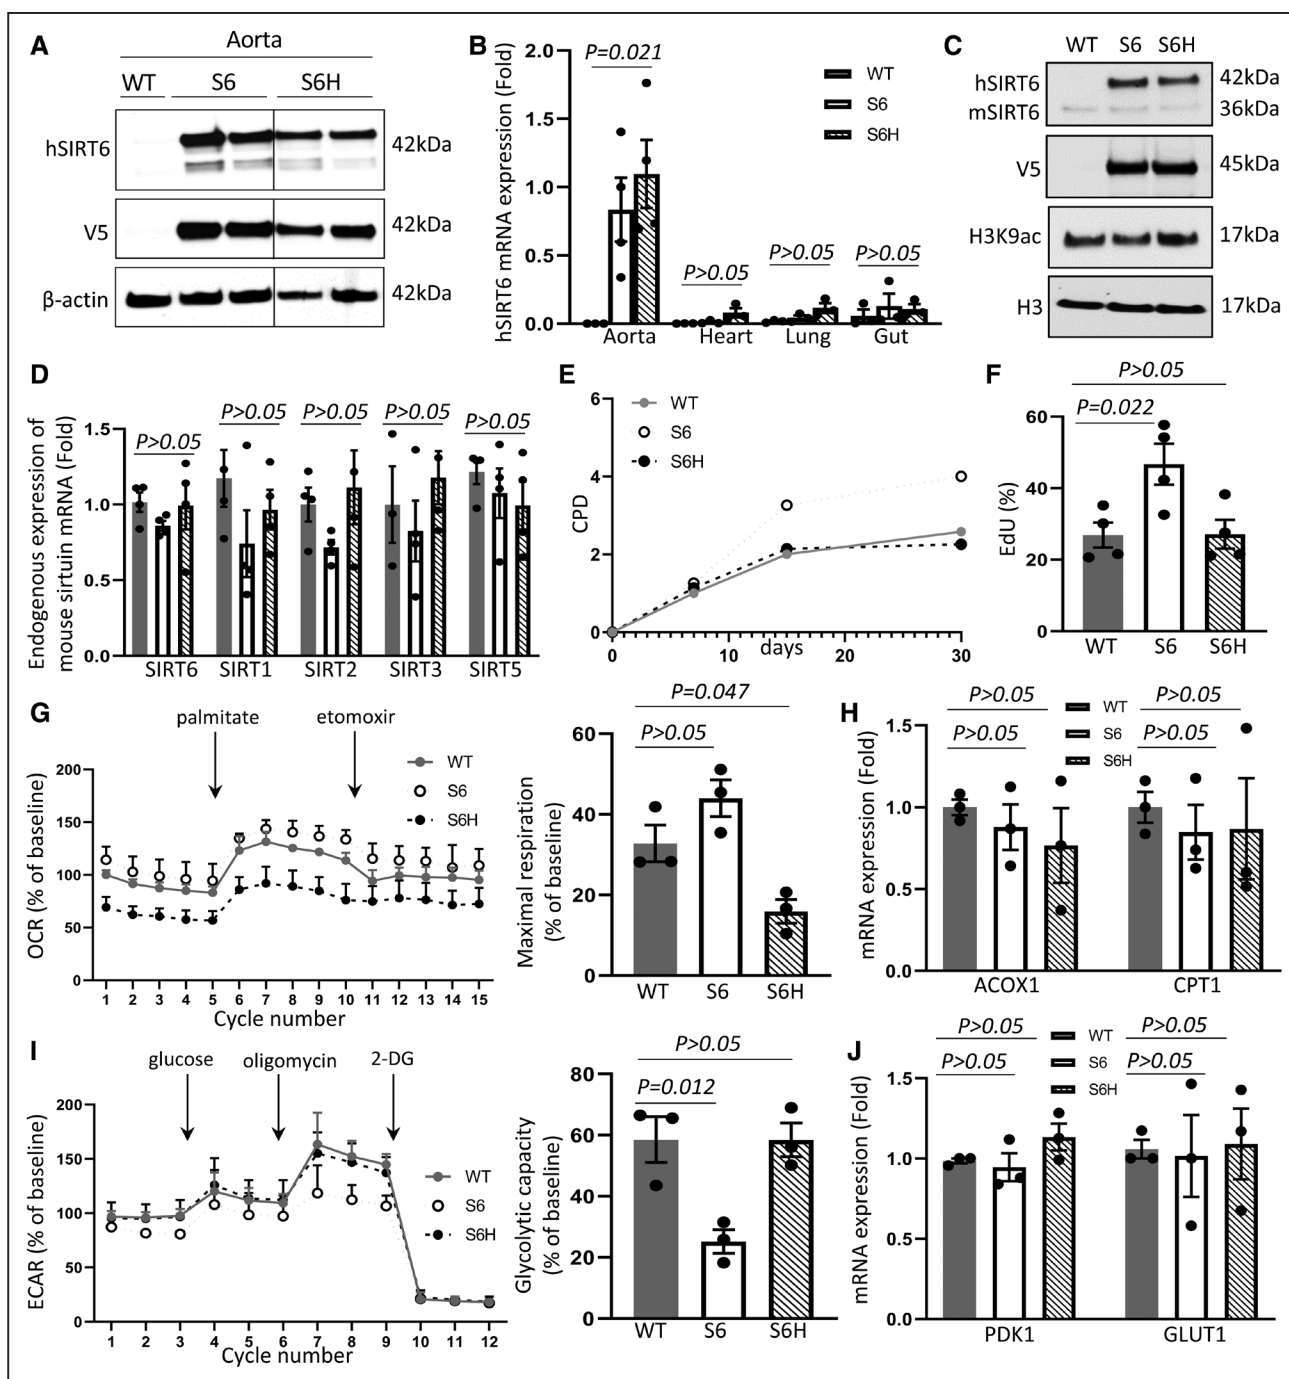 A
Aorta
WT S6 S6H
hSIRT6
42kDa
V5
42kDa
β-actin
42kDa
B
hSIRT6 mRNA expression (Fold)
2.0
1.5
1.0
0.5
0.0
P=0.021
P>0.05
P>0.05
P>0.05
WT
S6
S6H
Aorta Heart Lung Gut
C
WT S6 S6H
hSIRT6 42kDa
mSIRT6 36kDa
V5 45kDa
H3K9ac 17kDa
H3 17kDa
D
Endogenous expression of
mouse sirtuin mRNA (Fold)
1.5
1.0
0.5
0.0
P>0.05
P>0.05
P>0.05
P>0.05
P>0.05
SIRT6 SIRT1 SIRT2 SIRT3 SIRT5
E
CPD
6
4
2
0
WT
S6
S6H
0 10 20 30
days
F
P>0.05
P=0.022
EdU (%)
60
40
20
0
WT S6 S6H
G
palmitate etomoxir
OCR (% of baseline)
200
150
100
50
0
WT
S6
S6H
1 2 3 4 5 6 7 8 9 10 11 12 13 14 15
Cycle number
P=0.047
P>0.05
Maximal respiration
(% of baseline)
60
40
20
0
WT S6 S6H
H
P>0.05 P>0.05
P>0.05 P>0.05
WT
S6
S6H
mRNA expression (Fold)
1.5
1.0
0.5
0.0
ACOX1 CPT1
I
glucose oligomycin 2-DG
ECAR (% of baseline)
200
150
100
50
0
WT
S6
S6H
1 2 3 4 5 6 7 8 9 10 11 12
Cycle number
P>0.05
P=0.012
Glycolytic capacity
(% of baseline)
80
60
40
20
0
WT S6 S6H
J
P>0.05 P>0.05
P>0.05 P>0.05
WT
S6
S6H
mRNA expression (Fold)
1.5
1.0
0.5
0.0
PDK1 GLUT1